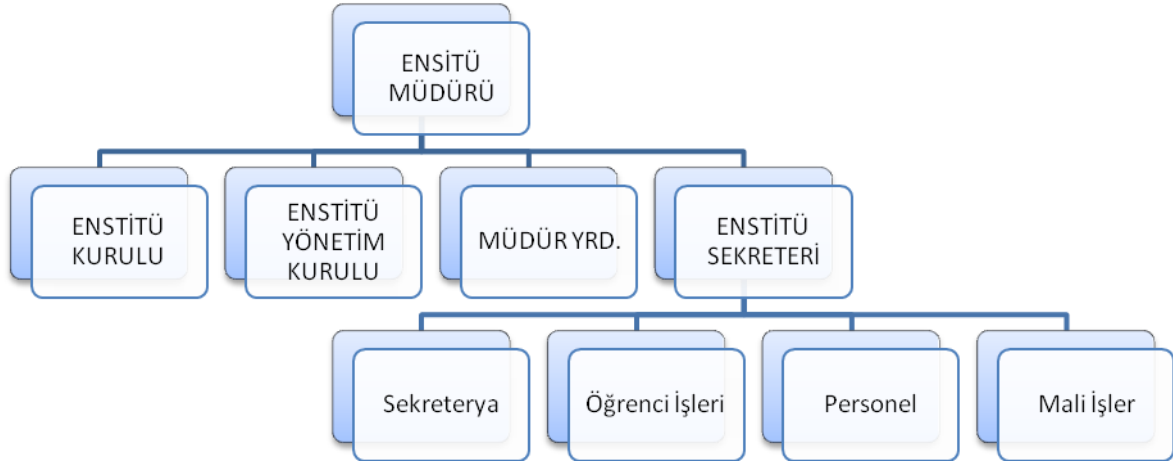 ENSİTÜ
MÜDÜRÜ
ENSTİTÜ
KURULU
ENSTİTÜ
YÖNETİM
KURULU
MÜDÜR YRD.
ENSTİTÜ
SEKRETERİ
Sekreterya
Öğrenci İşleri
Personel
Mali İşler